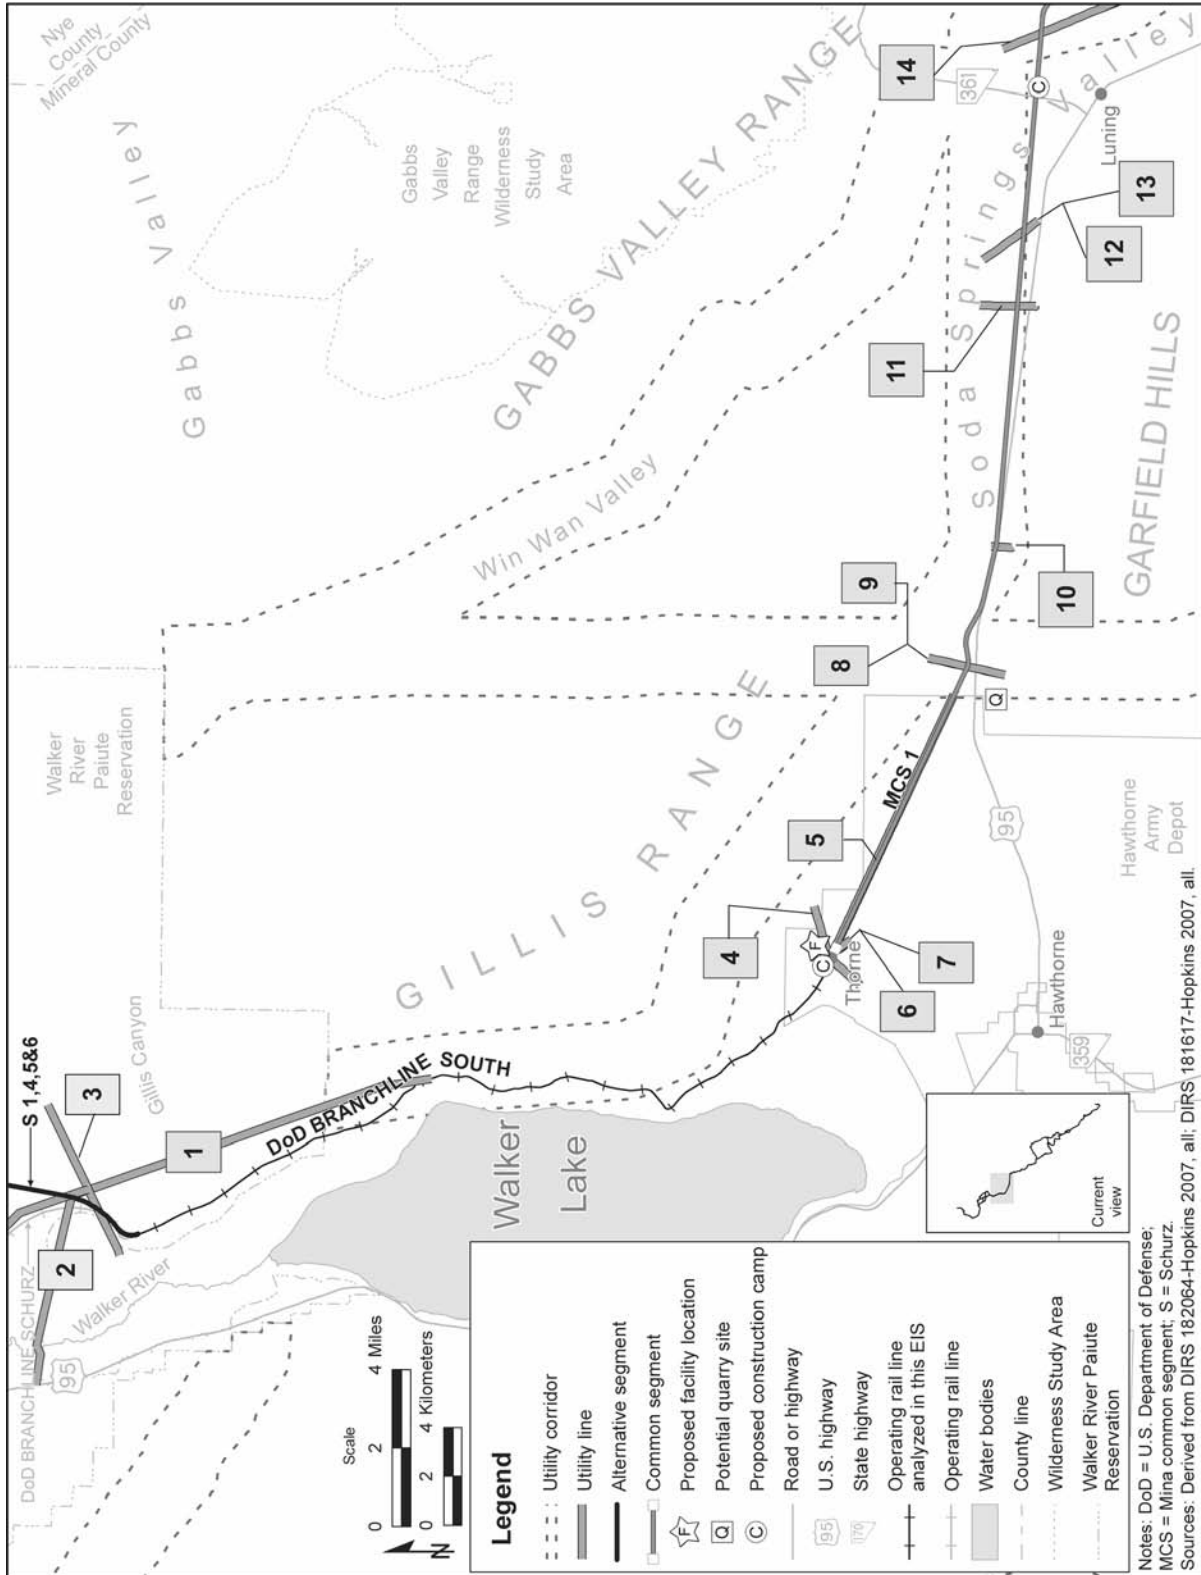 Nye
County
Mineral County
Gabbs Valley
Gabbs
Valley
Range
Wilderness
Study
Area
GABBS VALLEY RANGE
Win Wan Valley
Walker
River
Paiute
Reservation
GILLIS RANGE
Gillis Canyon
S 1,4,5&6
DoD BRANCHLINE SCHURZ
DoD BRANCHLINE SOUTH
Walker River
95
Walker
Lake
1
2
3
4
5
6
7
8
9
10
11
12
13
14
F
C
Thorne
MCS 1
Q
Hawthorne
359
95
Hawthorne
Army
Depot
Soda Springs Valley
GARFIELD HILLS
361
C
Luning
Scale
0 2 4 Miles
0 2 4 Kilometers
N
Legend
Utility corridor
Utility line
Alternative segment
Common segment
F Proposed facility location
Q Potential quarry site
C Proposed construction camp
Road or highway
95 U.S. highway
170 State highway
Operating rail line
analyzed in this EIS
Operating rail line
Water bodies
County line
Wilderness Study Area
Walker River Paiute
Reservation
Current
view
Notes: DoD = U.S. Department of Defense;
MCS = Mina common segment; S = Schurz.
Sources: Derived from DIRS 182064-Hopkins 2007, all; DIRS 181617-Hopkins 2007, all.